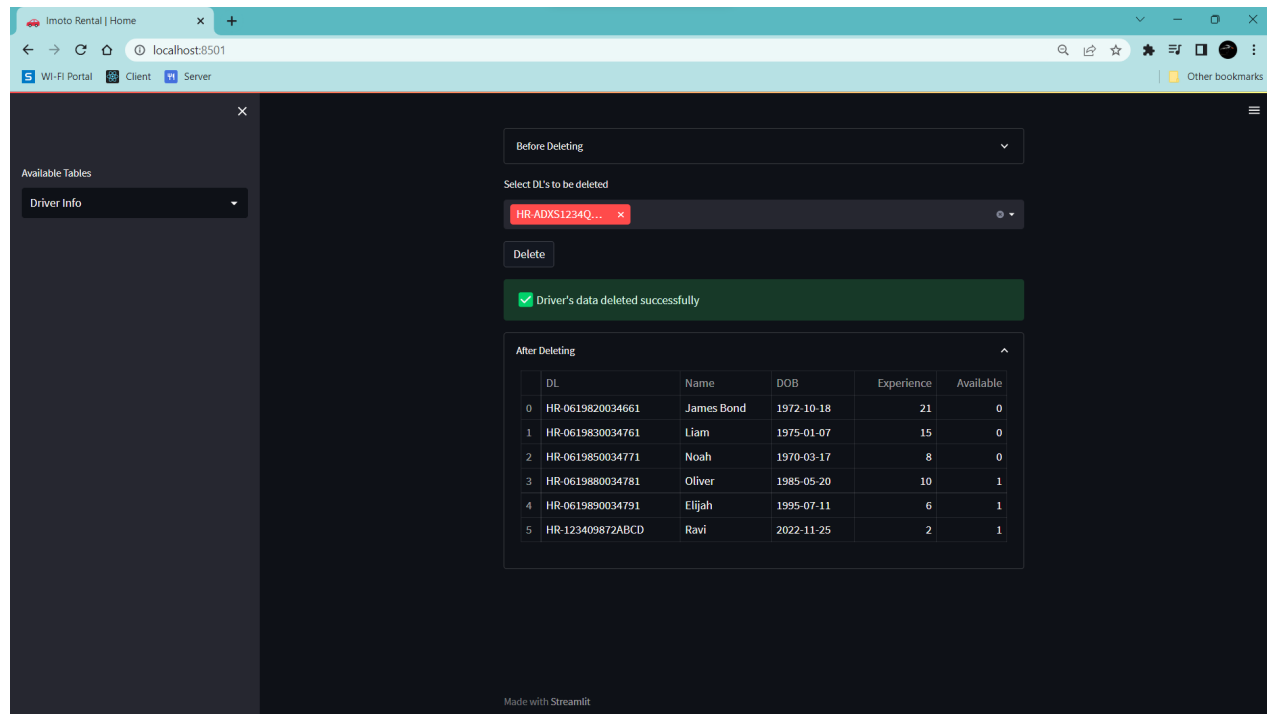 Imoto Rental | Home
localhost:8501
WI-FI Portal Client Server Other bookmarks
Available Tables
Driver Info
Before Deleting
Select DL's to be deleted
HR-ADXS1234Q...
Delete
Driver's data deleted successfully
After Deleting
DL Name DOB Experience Available
0 HR-0619820034661 James Bond 1972-10-18 21 0
1 HR-0619830034761 Liam 1975-01-07 15 0
2 HR-0619850034771 Noah 1970-03-17 8 0
3 HR-0619880034781 Oliver 1985-05-20 10 1
4 HR-0619890034791 Elijah 1995-07-11 6 1
5 HR-123409872ABCD Ravi 2022-11-25 2 1
Made with Streamlit